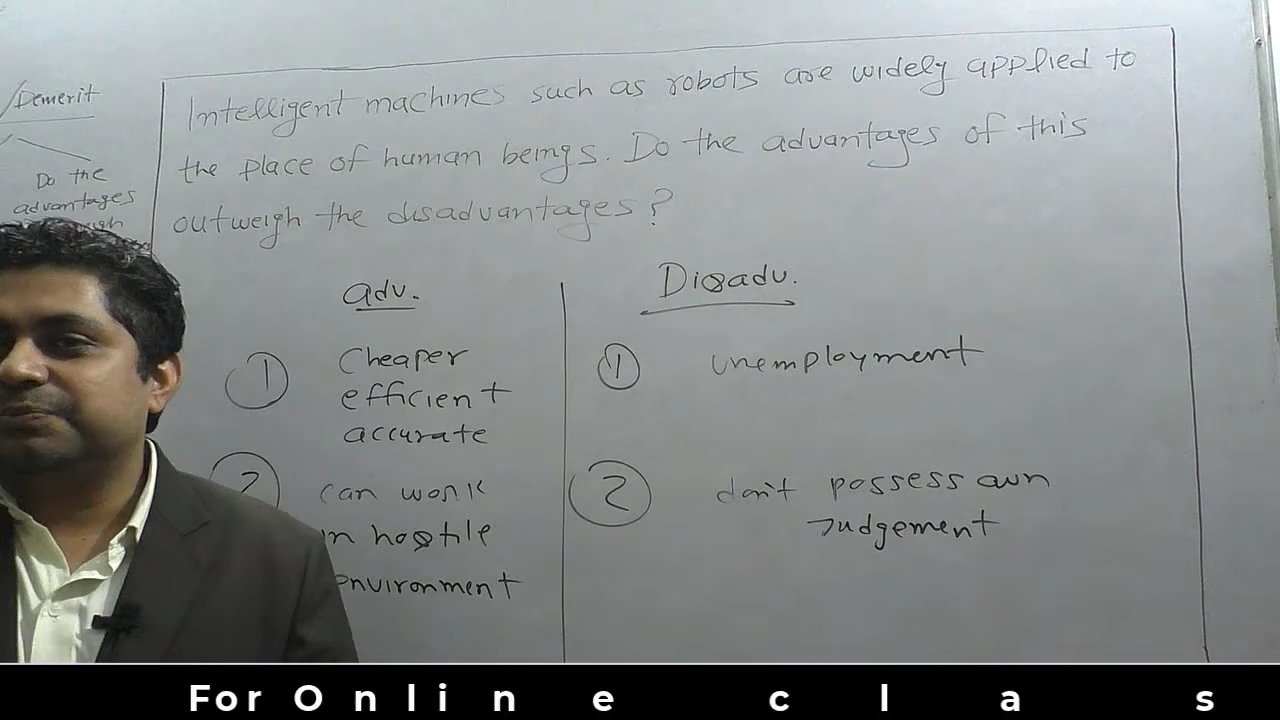 /Demerit
Do the
advantages
Intelligent machines such as robots are widely applied to
the place of human beings. Do the advantages of this
outweigh the disadvantages?
adv.
① Cheaper
efficient
accurate
② can work
in hostile
environment
Disadv.
① unemployment
② don't possess own
Judgement
For Online clas